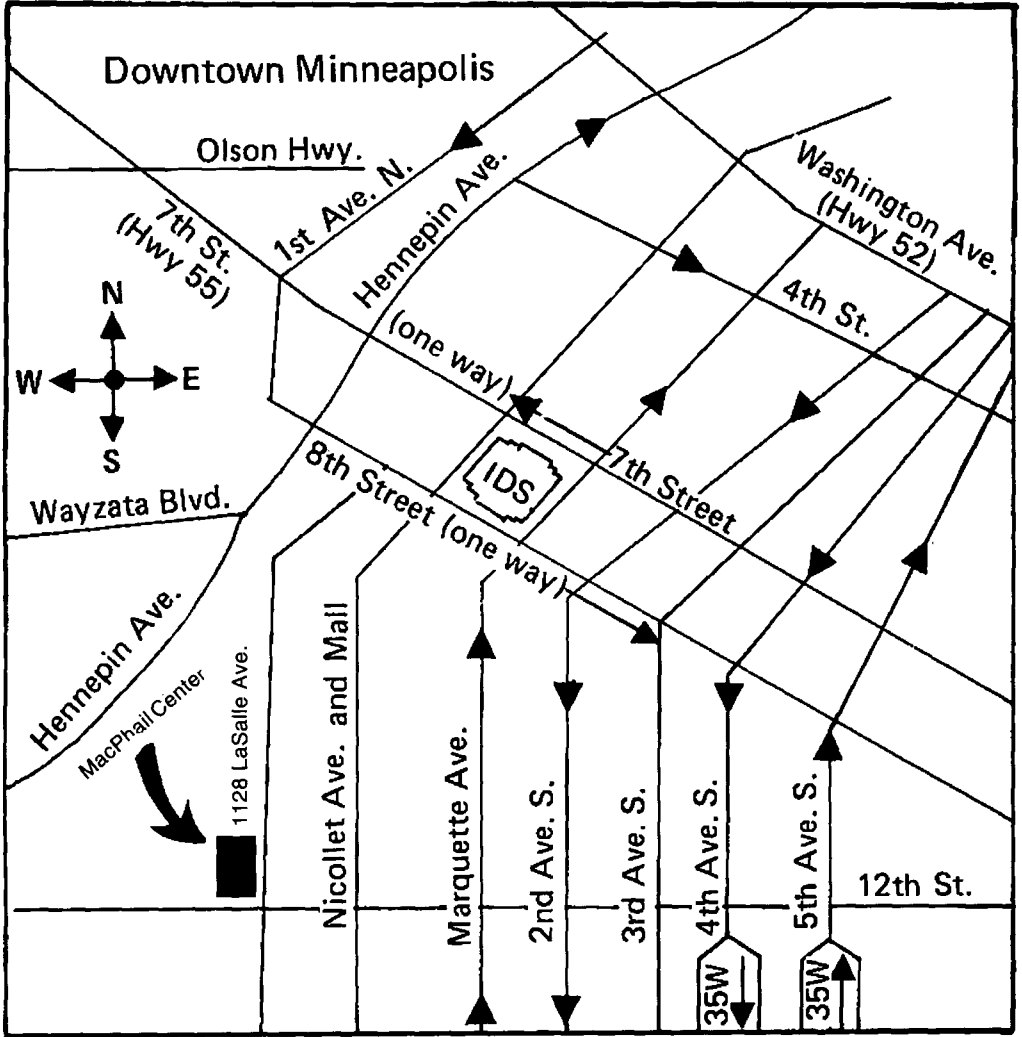 Downtown Minneapolis
Olson Hwy.
1st Ave. N.
Hennepin Ave.
Washington Ave.
(Hwy 52)
7th St.
(Hwy 55)
4th St.
N
W
E
S
(one way)
7th Street
IDS
8th Street (one way)
Wayzata Blvd.
Hennepin Ave.
MacPhail Center
1128 LaSalle Ave.
Nicollet Ave. and Mall
Marquette Ave.
2nd Ave. S.
3rd Ave. S.
4th Ave. S.
5th Ave. S.
12th St.
35W
35W